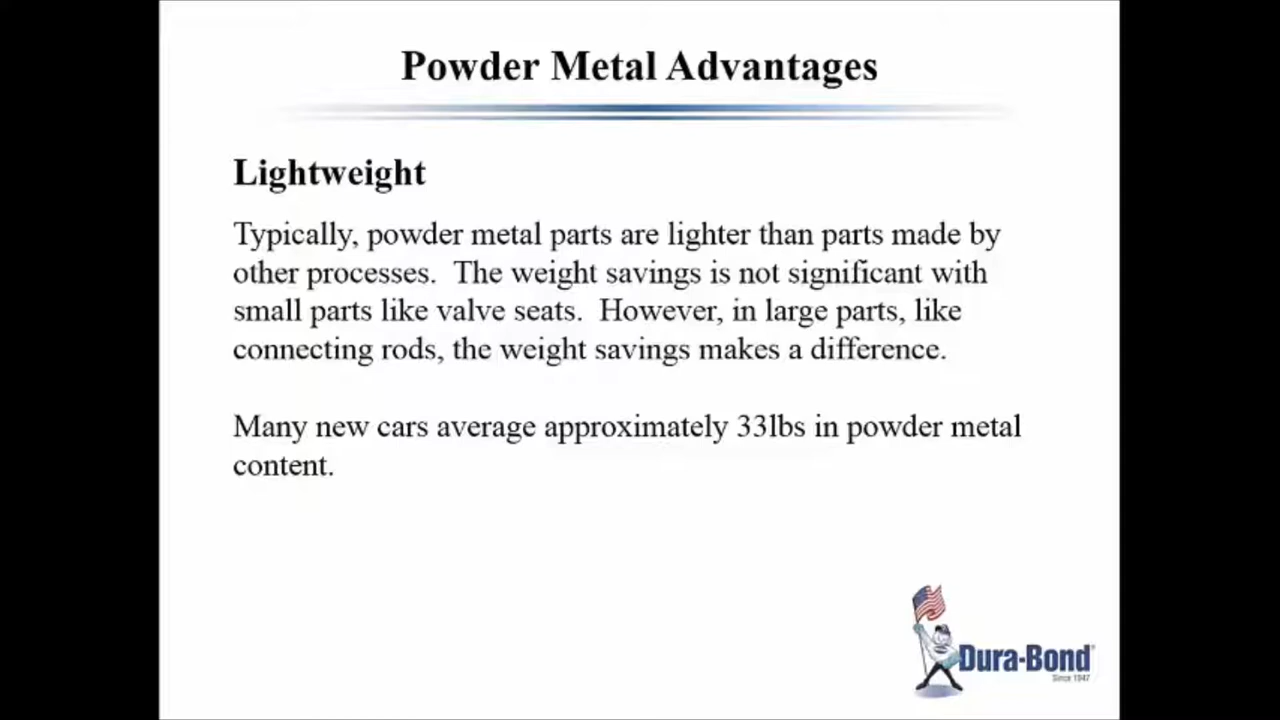 Powder Metal Advantages
Lightweight
Typically, powder metal parts are lighter than parts made by
other processes.  The weight savings is not significant with
small parts like valve seats.  However, in large parts, like
connecting rods, the weight savings makes a difference.
Many new cars average approximately 33lbs in powder metal
content.
Dura-Bond®
Since 1947